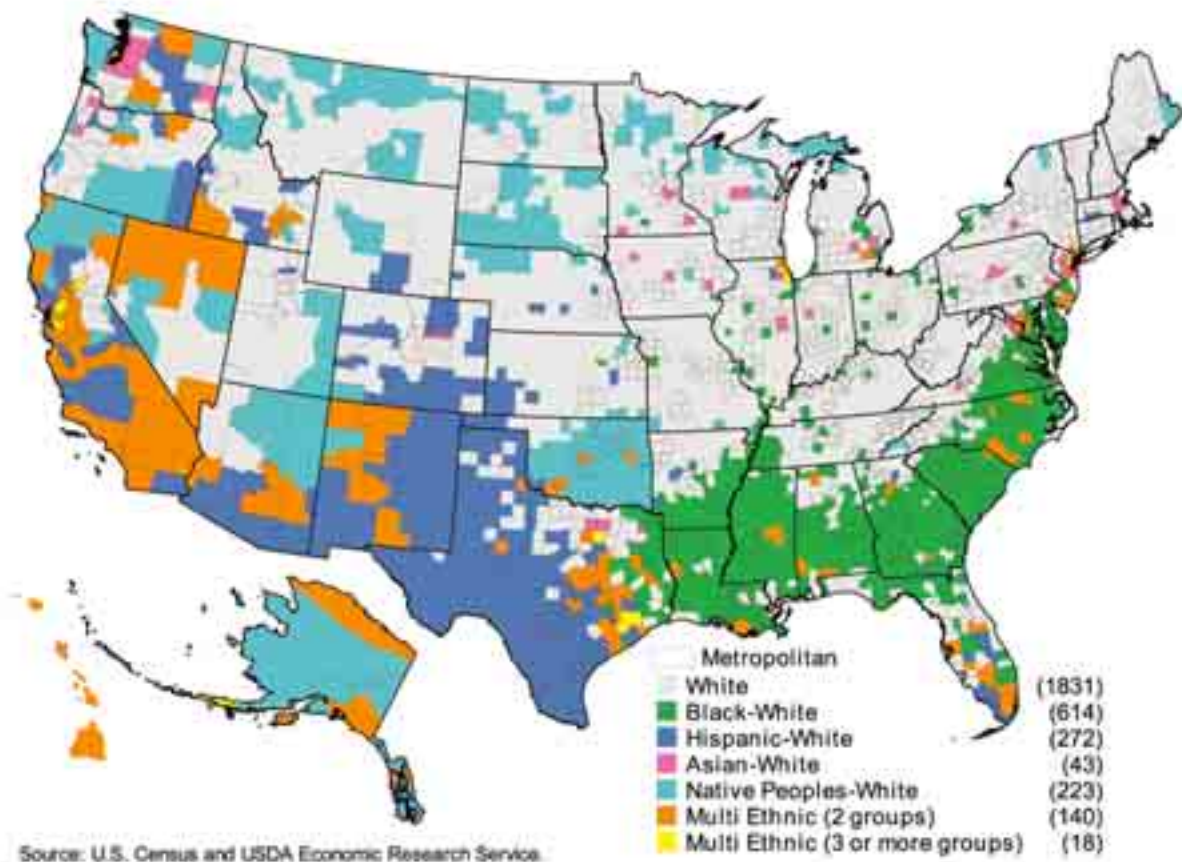 Metropolitan
White (1831)
Black-White (614)
Hispanic-White (272)
Asian-White (43)
Native Peoples-White (223)
Multi Ethnic (2 groups) (140)
Multi Ethnic (3 or more groups) (18)
Source: U.S. Census and USDA Economic Research Service.